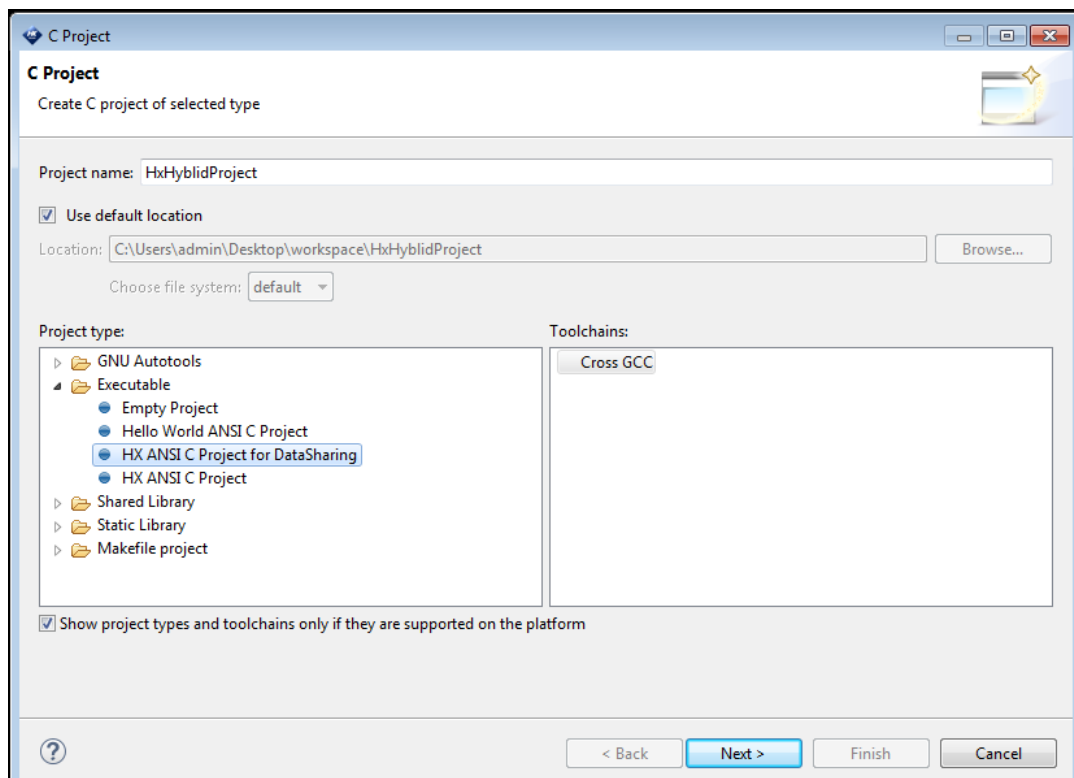 C Project
C Project
Create C project of selected type
Project name: HxHyblidProject
Use default location
Location: C:\Users\admin\Desktop\workspace\HxHyblidProject Browse...
Choose file system: default
Project type: Toolchains:
GNU Autotools Cross GCC
Executable
Empty Project
Hello World ANSI C Project
HX ANSI C Project for DataSharing
HX ANSI C Project
Shared Library
Static Library
Makefile project
Show project types and toolchains only if they are supported on the platform
? < Back Next > Finish Cancel